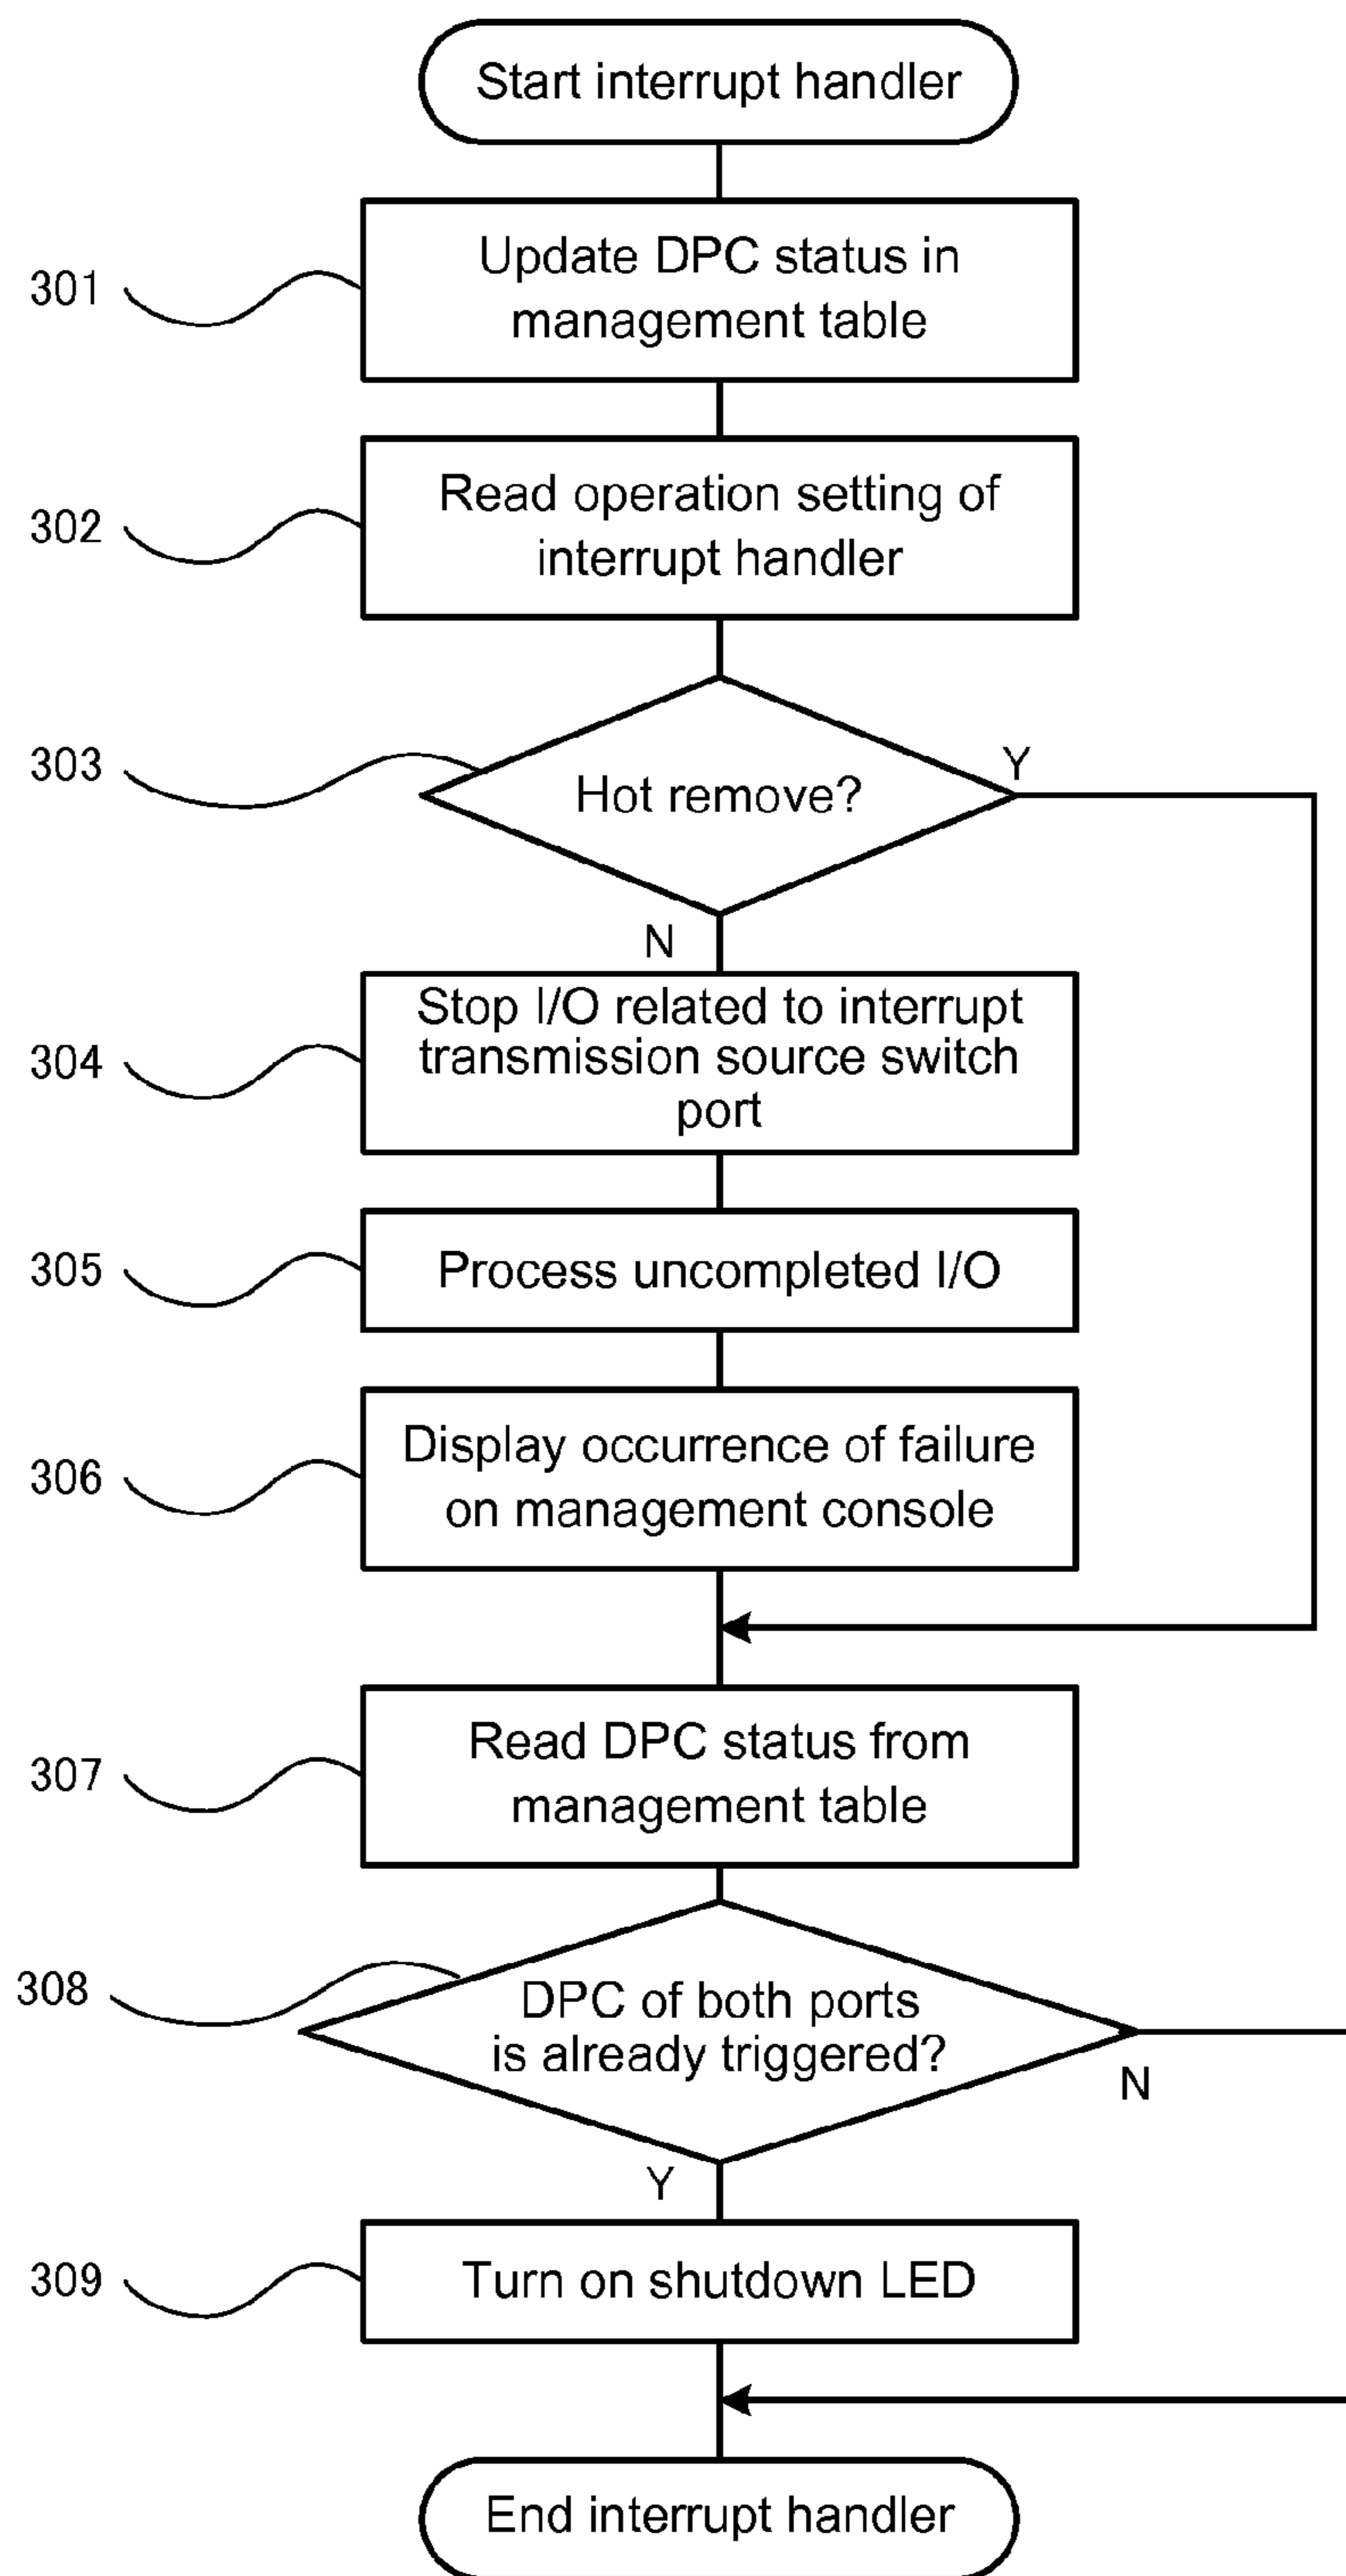 Start interrupt handler
301
Update DPC status in
management table
302
Read operation setting of
interrupt handler
303
Hot remove?
Y
N
304
Stop I/O related to interrupt
transmission source switch
port
305
Process uncompleted I/O
306
Display occurrence of failure
on management console
307
Read DPC status from
management table
308
DPC of both ports
is already triggered?
N
Y
309
Turn on shutdown LED
End interrupt handler